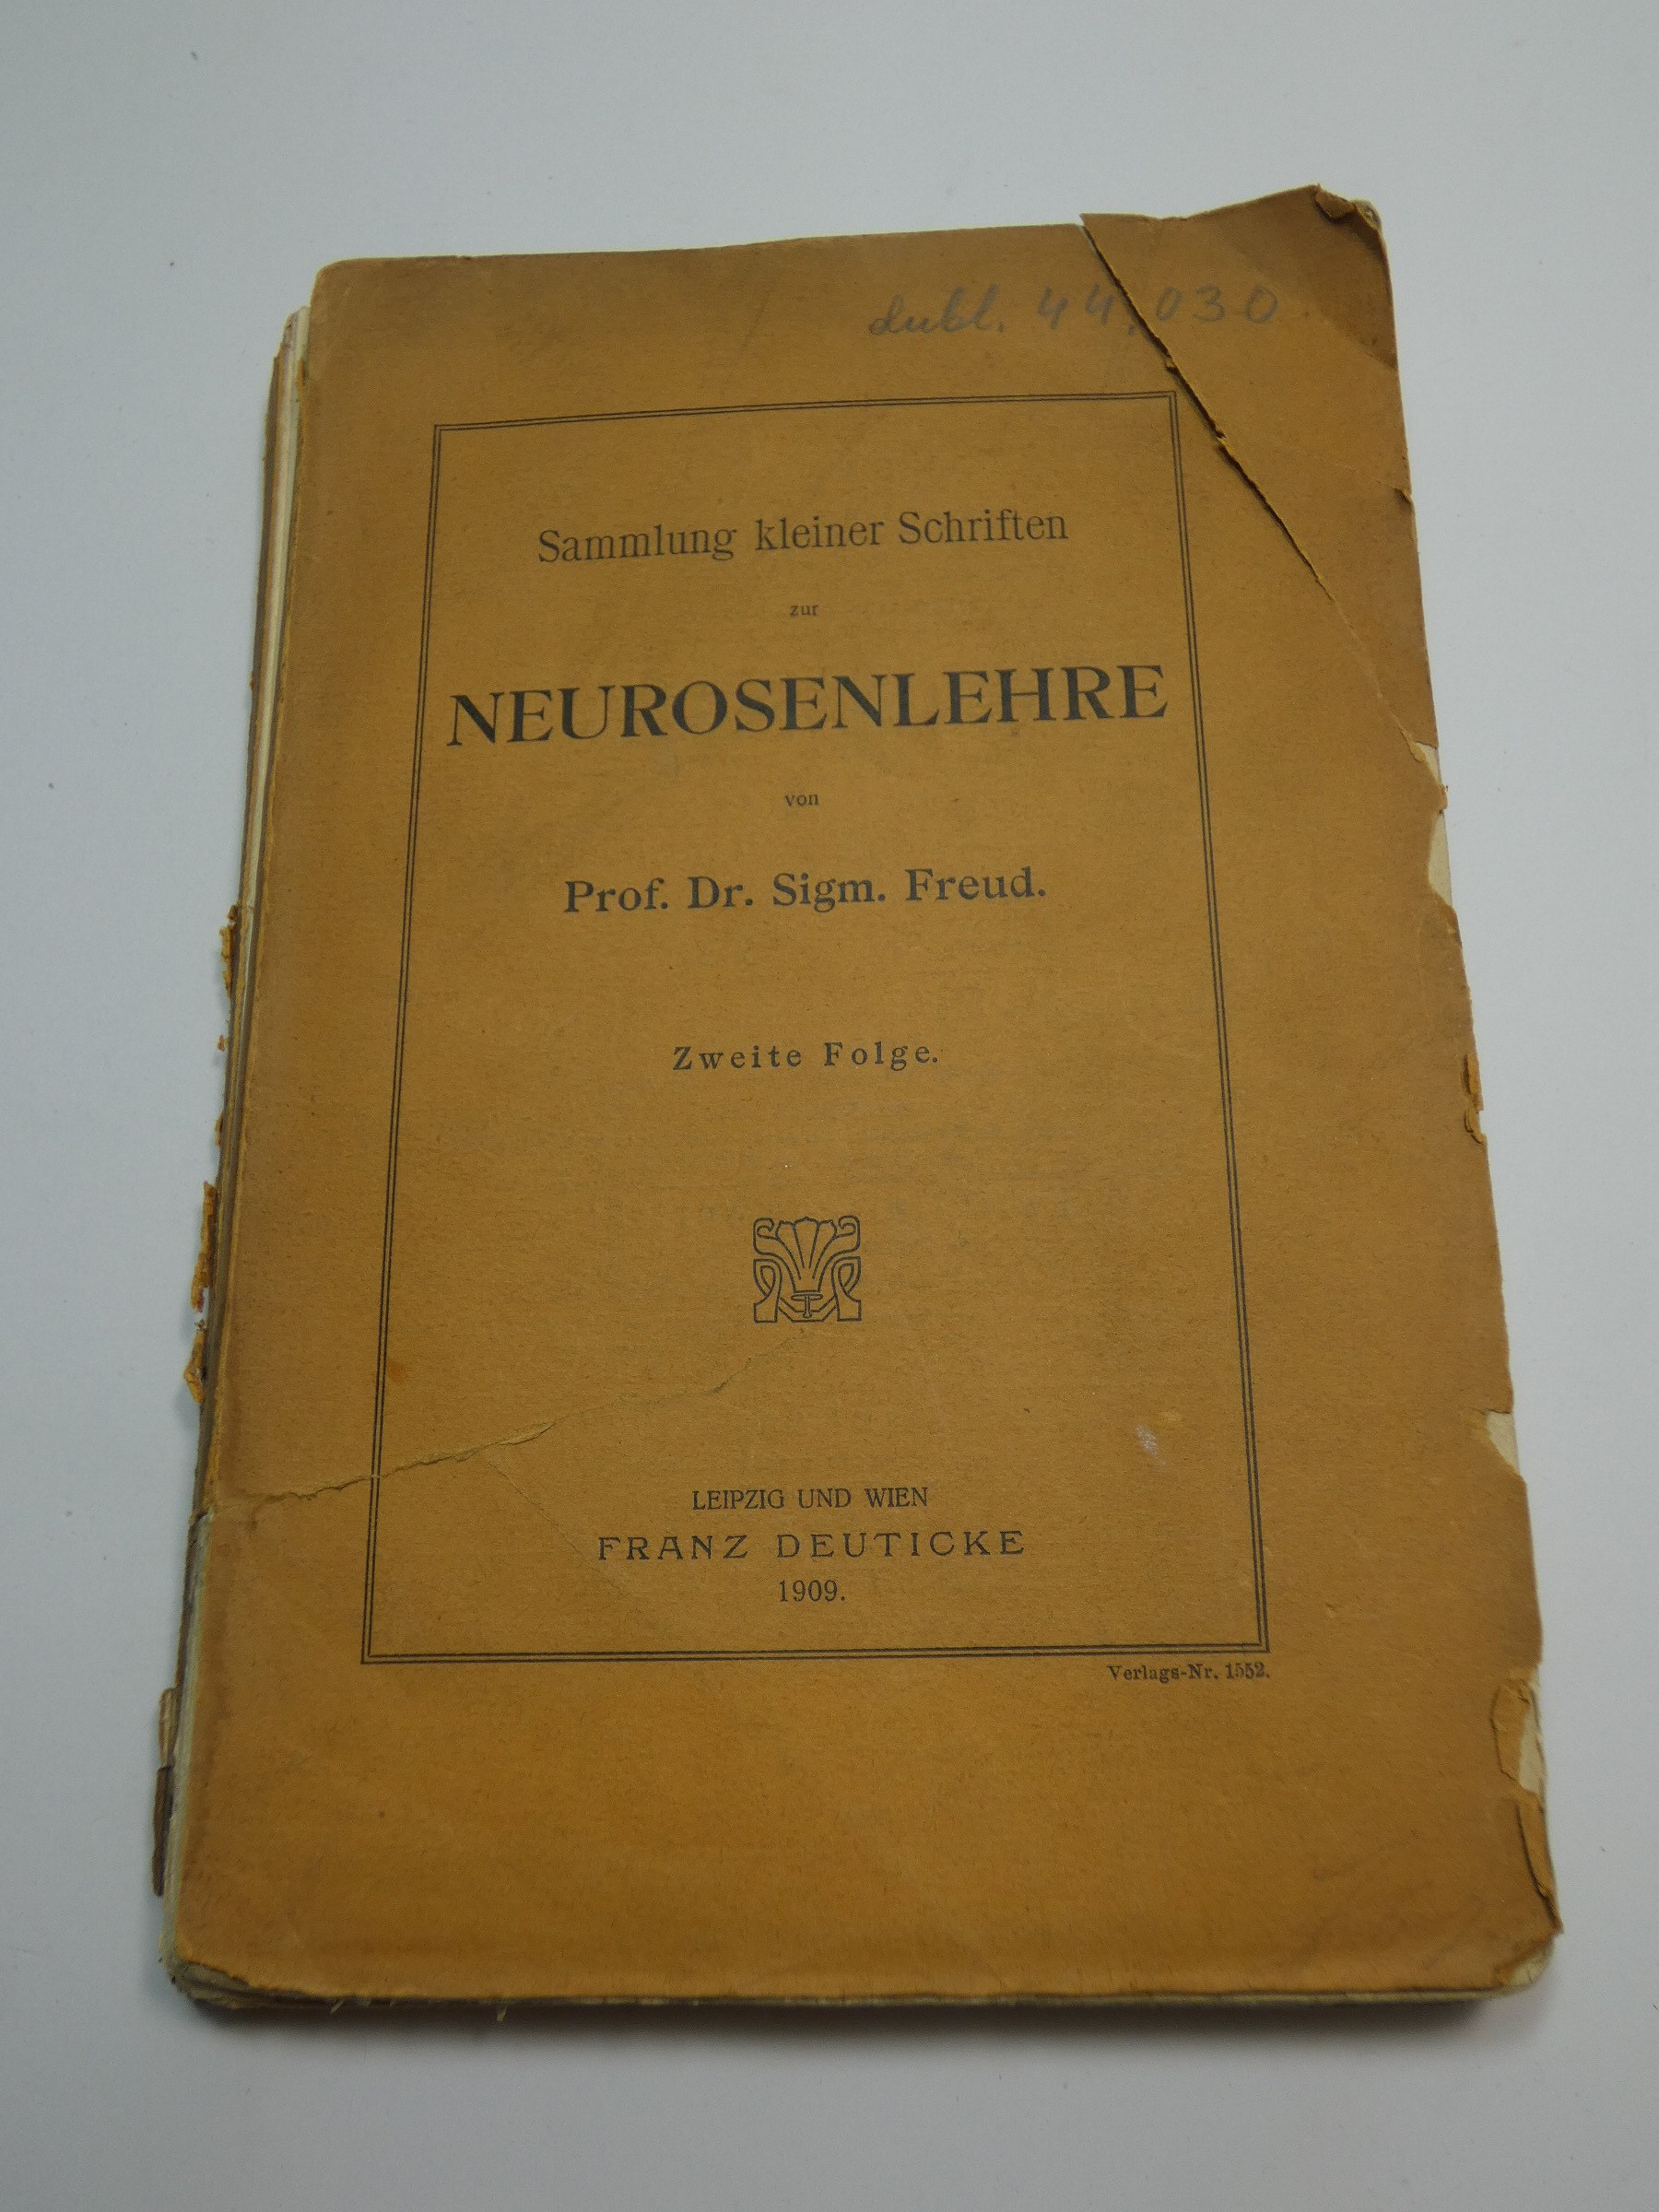 dubl. 44.030
Sammlung kleiner Schriften
zur
NEUROSENLEHRE
von
Prof. Dr. Sigm. Freud.
Zweite Folge.
LEIPZIG UND WIEN
FRANZ DEUTICKE
1909.
Verlags-Nr. 1552.